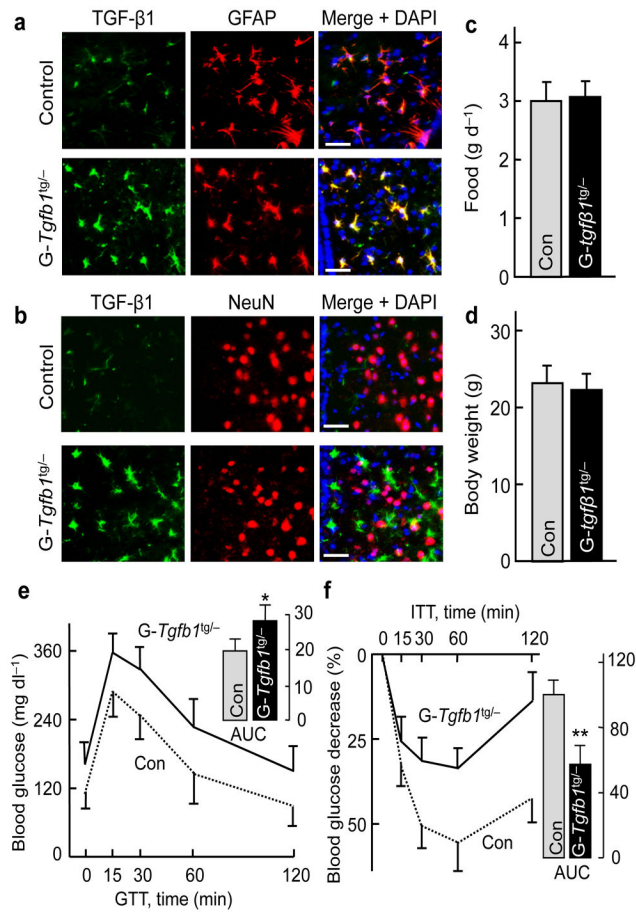 a
TGF-β1 GFAP Merge + DAPI
Control
G-Tgfb1tg/–
b
TGF-β1 NeuN Merge + DAPI
Control
G-Tgfb1tg/–
c
Food (g d–1)
4
3
2
1
0
Con
G-tgfβ1tg/–
d
Body weight (g)
30
20
10
0
Con
G-tgfβ1tg/–
e
Blood glucose (mg dl–1)
360
240
120
0
G-Tgfb1tg/–
Con
0 15 30 60 120
GTT, time (min)
*
30
20
10
0
Con
G-Tgfb1tg/–
AUC
f
ITT, time (min)
0 15 30 60 120
Blood glucose decrease (%)
0
25
50
G-Tgfb1tg/–
Con
120
80
60
0
**
Con
G-Tgfb1tg/–
AUC